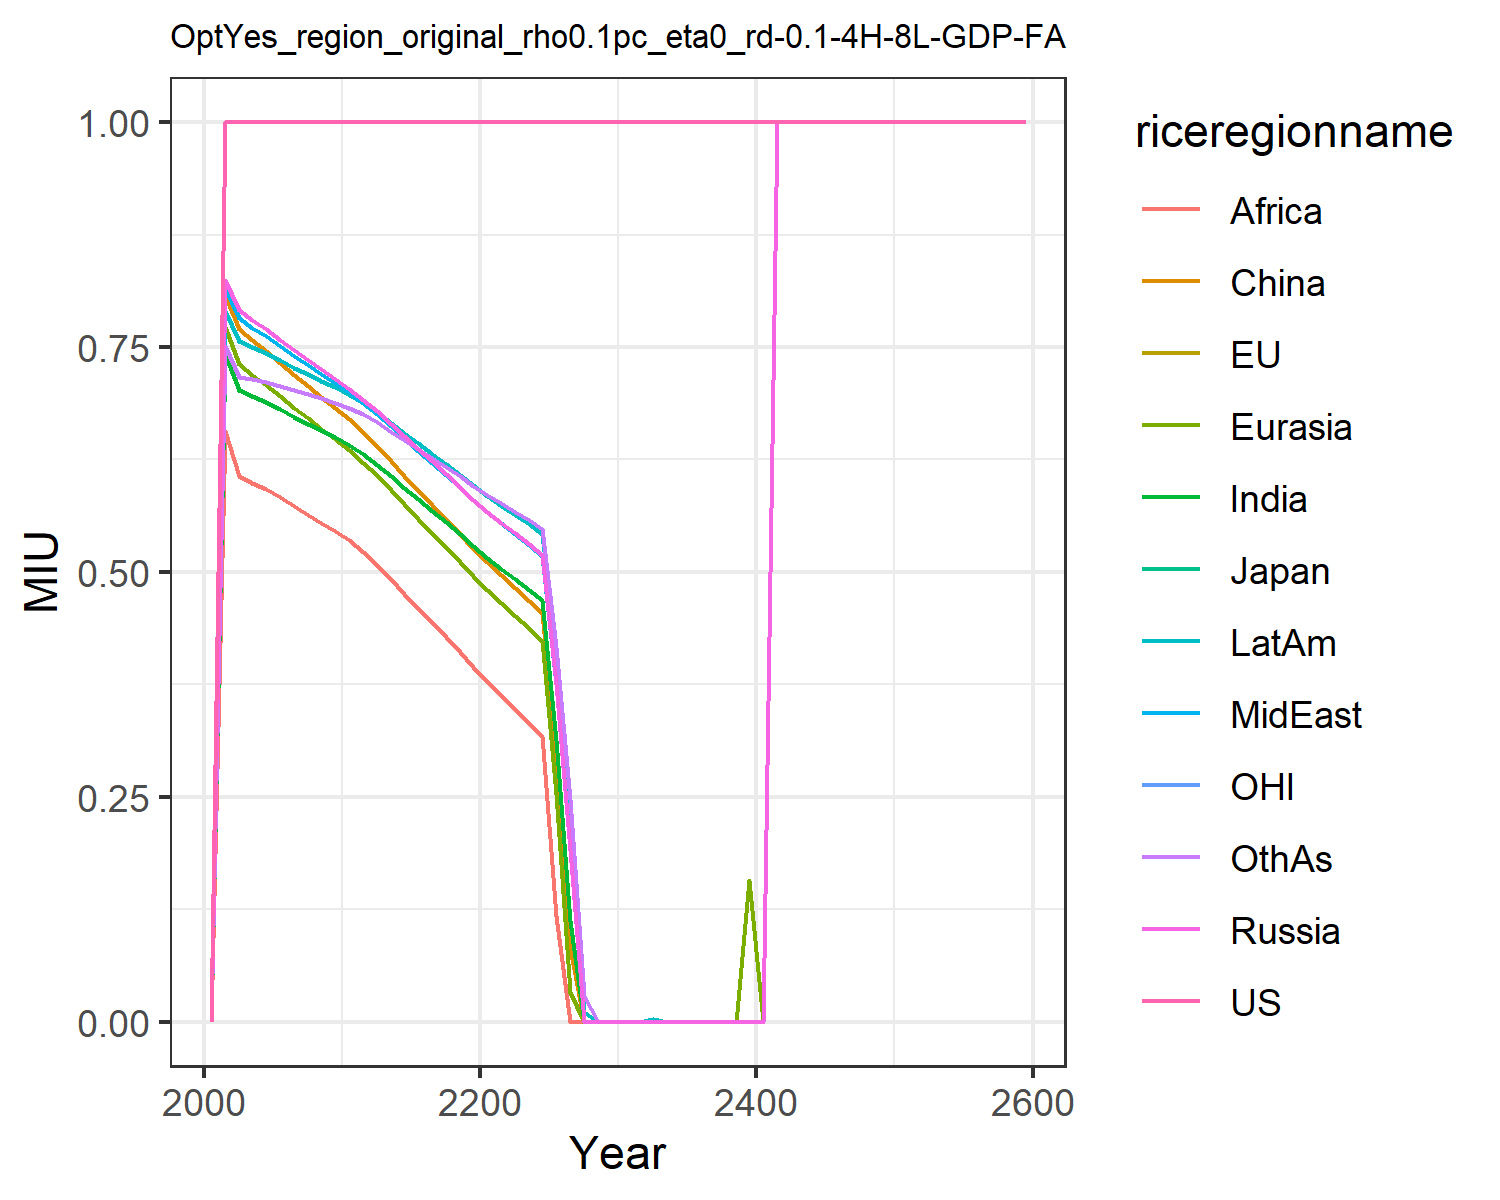 OptYes_region_original_rho0.1pc_eta0_rd-0.1-4H-8L-GDP-FA
1.00
0.75
0.50
0.25
0.00
MIU
2000
2200
2400
2600
Year
riceregionname
Africa
China
EU
Eurasia
India
Japan
LatAm
MidEast
OHI
OthAs
Russia
US